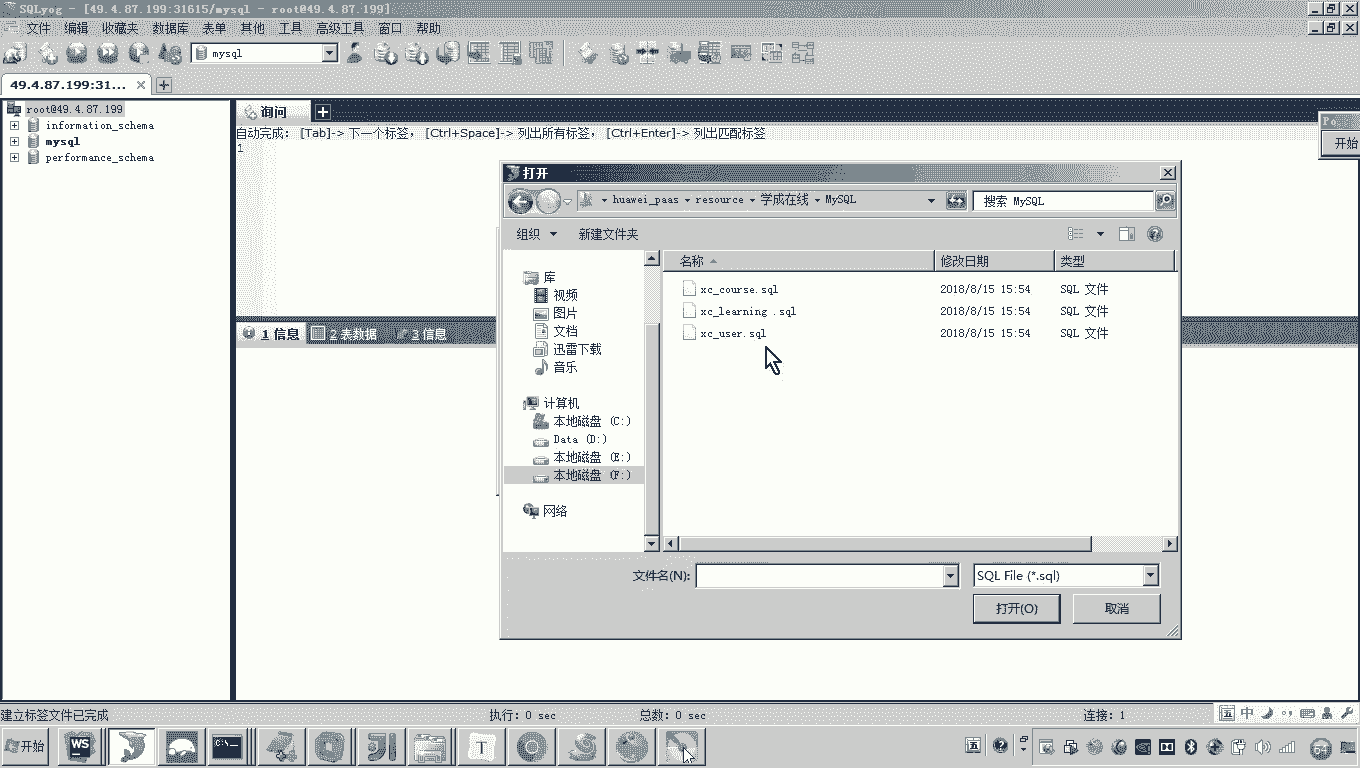 SQLyog - [49.4.87.199:31615/mysql - root@49.4.87.199]
文件 编辑 收藏夹 数据库 表单 其他 工具 高级工具 窗口 帮助
mysql
49.4.87.199:31...
root@49.4.87.199
information_schema
mysql
performance_schema
询问
自动完成: [Tab]-> 下一个标签, [Ctrl+Space]-> 列出所有标签, [Ctrl+Enter]-> 列出匹配标签
1
开始
打开
huawei_paas resource 学成在线 MySQL
搜索 MySQL
组织 新建文件夹
名称 修改日期 类型
xc_course.sql 2018/8/15 15:54 SQL 文件
xc_learning .sql 2018/8/15 15:54 SQL 文件
xc_user.sql 2018/8/15 15:54 SQL 文件
库
视频
图片
文档
迅雷下载
音乐
计算机
本地磁盘 (C:)
Data (D:)
本地磁盘 (E:)
本地磁盘 (F:)
网络
文件名(N):
SQL File (*.sql)
打开(O) 取消
1 信息 2 表数据 3 信息
建立标签文件已完成 执行: 0 sec 总数: 0 sec 连接: 1
五 中
开始 WS C:\ T 五 64